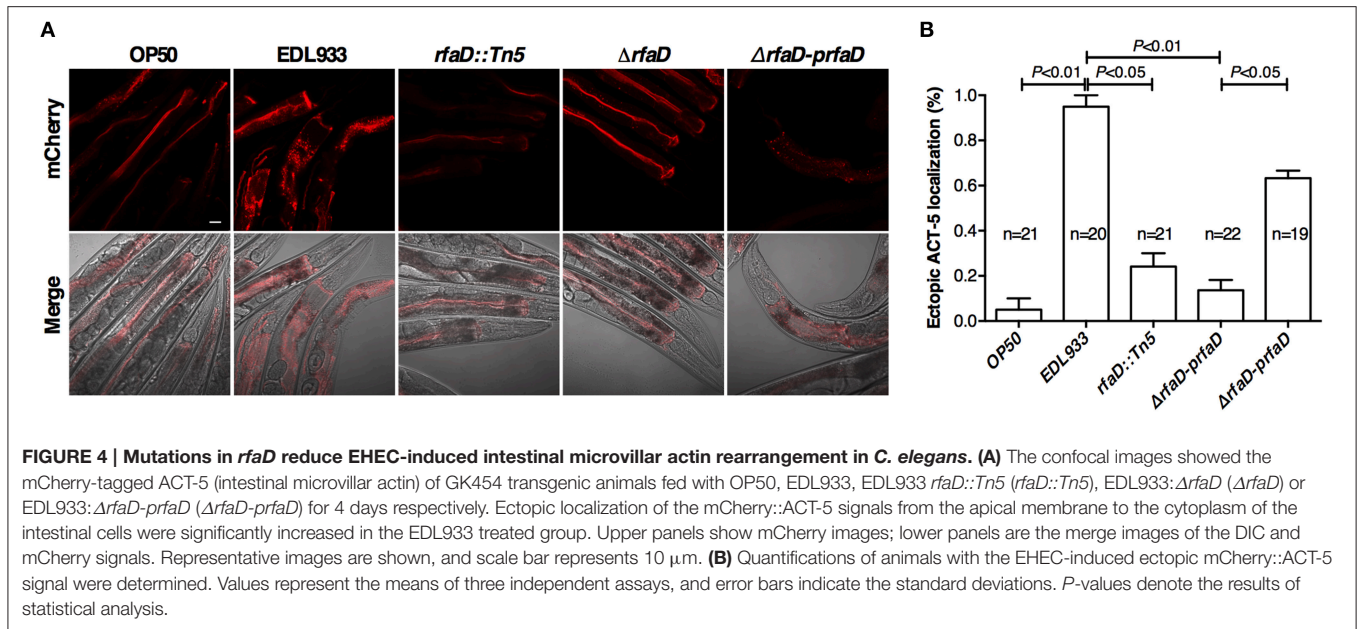 A
OP50 EDL933 rfaD::Tn5 ΔrfaD ΔrfaD-prfaD
mCherry
Merge
B
P<0.01
P<0.01 P<0.05 P<0.05
Ectopic ACT-5 localization (%)
1.0
0.8
0.6
0.4
0.2
0.0
n=21 n=20 n=21 n=22 n=19
OP50 EDL933 rfaD::Tn5 ΔrfaD-prfaD ΔrfaD-prfaD
FIGURE 4 | Mutations in rfaD reduce EHEC-induced intestinal microvillar actin rearrangement in C. elegans. (A) The confocal images showed the
mCherry-tagged ACT-5 (intestinal microvillar actin) of GK454 transgenic animals fed with OP50, EDL933, EDL933 rfaD::Tn5 (rfaD::Tn5), EDL933:ΔrfaD (ΔrfaD) or
EDL933:ΔrfaD-prfaD (ΔrfaD-prfaD) for 4 days respectively. Ectopic localization of the mCherry::ACT-5 signals from the apical membrane to the cytoplasm of the
intestinal cells were significantly increased in the EDL933 treated group. Upper panels show mCherry images; lower panels are the merge images of the DIC and
mCherry signals. Representative images are shown, and scale bar represents 10 μm. (B) Quantifications of animals with the EHEC-induced ectopic mCherry::ACT-5
signal were determined. Values represent the means of three independent assays, and error bars indicate the standard deviations. P-values denote the results of
statistical analysis.